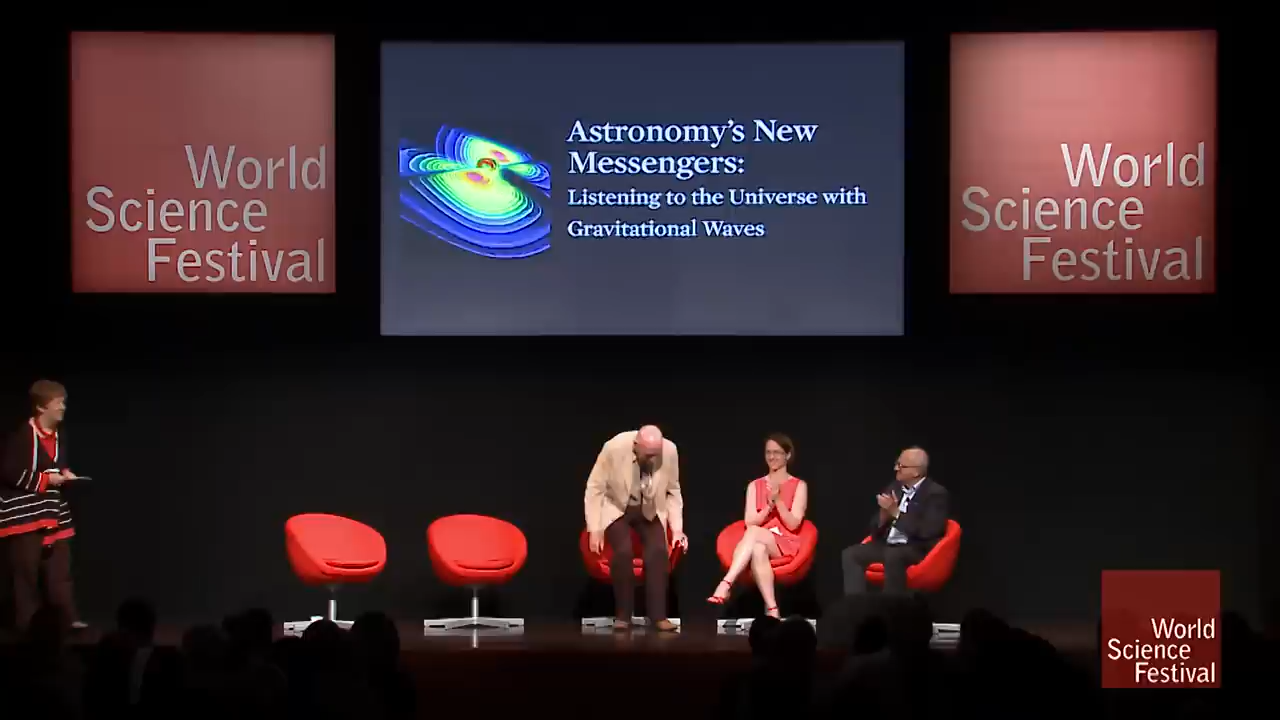 World
Science
Festival
Astronomy's New
Messengers:
Listening to the Universe with
Gravitational Waves
World
Science
Festival
World
Science
Festival